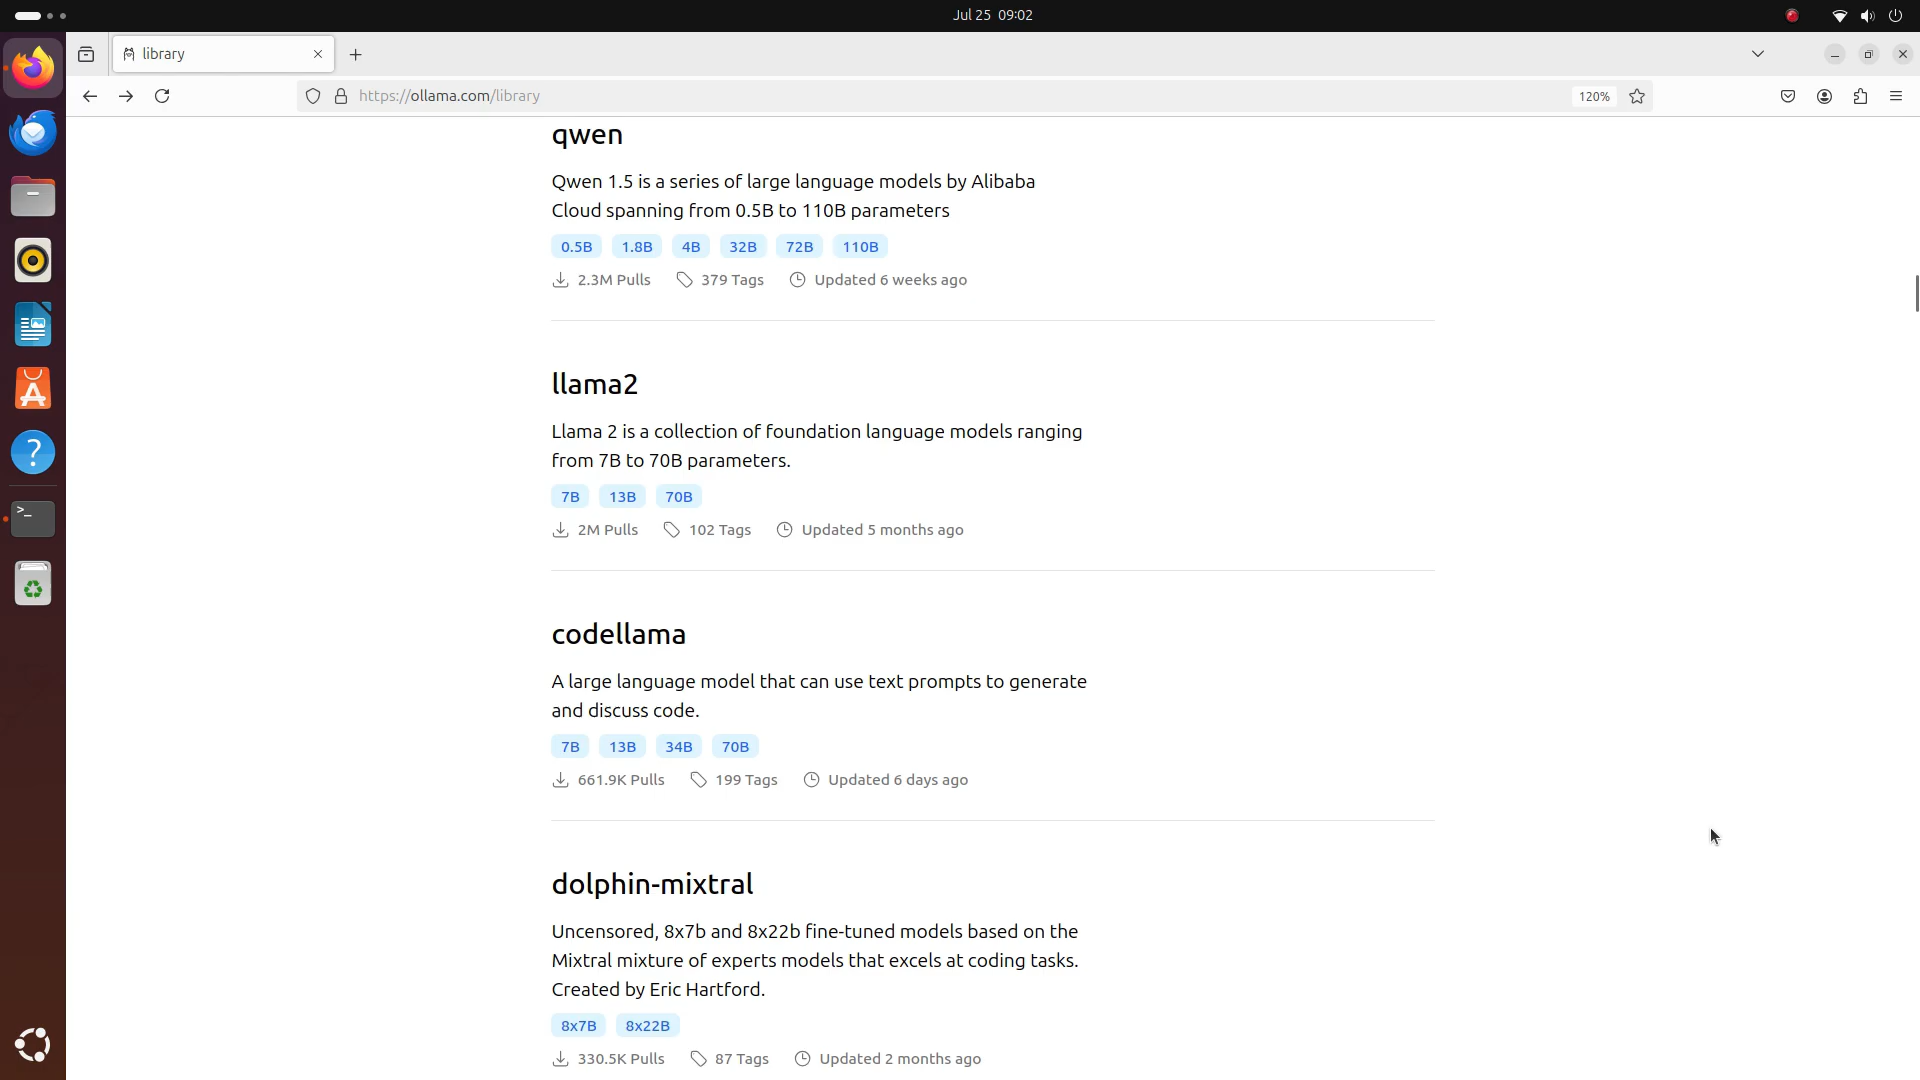 Jul 25 09:02
library
https://ollama.com/library
120%
qwen
Qwen 1.5 is a series of large language models by Alibaba
Cloud spanning from 0.5B to 110B parameters
0.5B 1.8B 4B 32B 72B 110B
2.3M Pulls 379 Tags Updated 6 weeks ago
llama2
Llama 2 is a collection of foundation language models ranging
from 7B to 70B parameters.
7B 13B 70B
2M Pulls 102 Tags Updated 5 months ago
codellama
A large language model that can use text prompts to generate
and discuss code.
7B 13B 34B 70B
661.9K Pulls 199 Tags Updated 6 days ago
dolphin-mixtral
Uncensored, 8x7b and 8x22b fine-tuned models based on the
Mixtral mixture of experts models that excels at coding tasks.
Created by Eric Hartford.
8x7B 8x22B
330.5K Pulls 87 Tags Updated 2 months ago